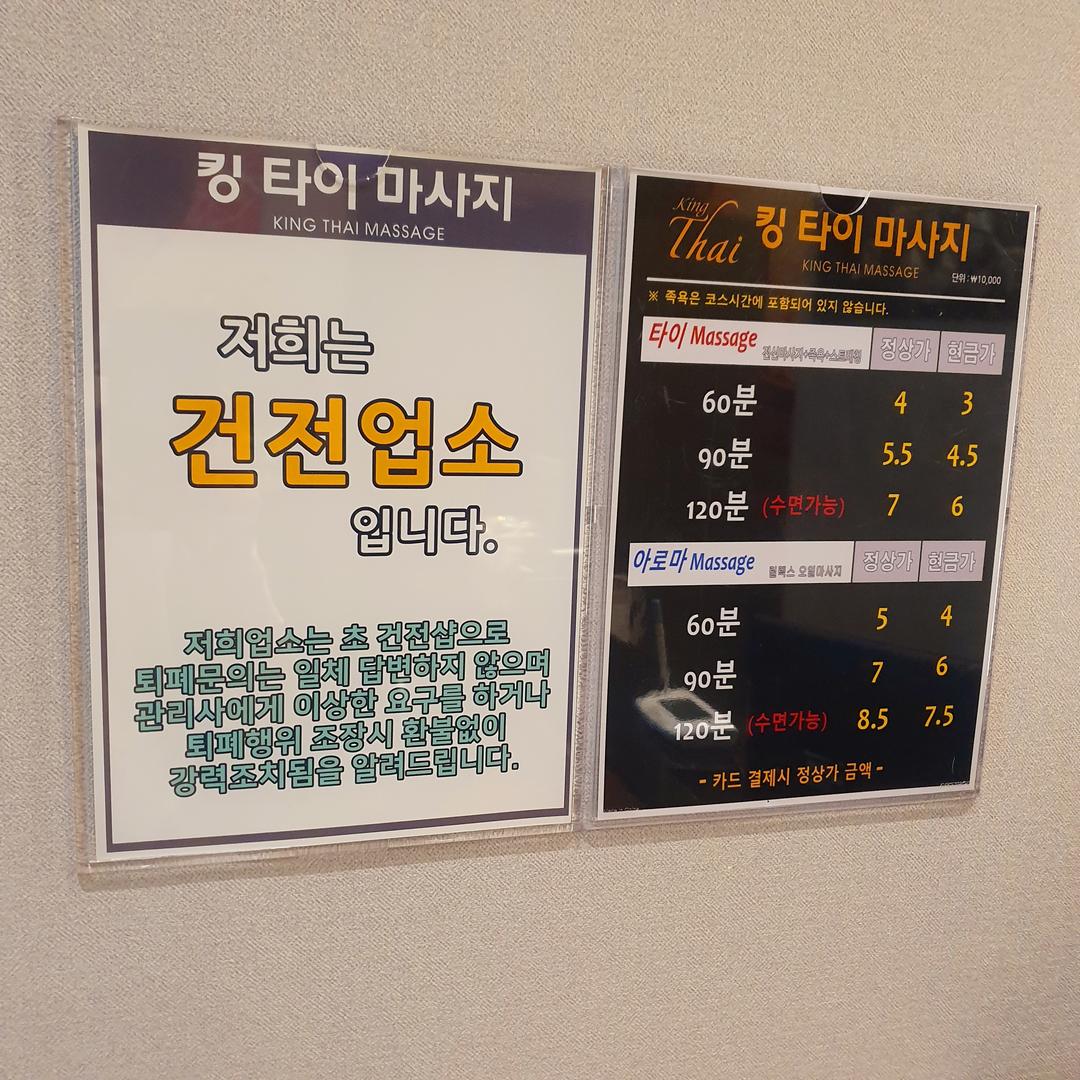 킹 타이 마사지
KING THAI MASSAGE
저희는
건전업소
입니다.
저희업소는 초 건전샵으로
퇴폐문의는 일체 답변하지 않으며
관리사에게 이상한 요구를 하거나
퇴폐행위 조장시 환불없이
강력조치됨을 알려드립니다.
King
Thai
킹 타이 마사지
KING THAI MASSAGE
단위 : ₩10,000
※ 족욕은 코스시간에 포함되어 있지 않습니다.
타이 Massage 전신마사지+족욕+스트레칭 정상가 현금가
60분 4 3
90분 5.5 4.5
120분 (수면가능) 7 6
아로마 Massage 오일마사지 정상가 현금가
60분 5 4
90분 7 6
120분 (수면가능) 8.5 7.5
- 카드 결제시 정상가 금액 -